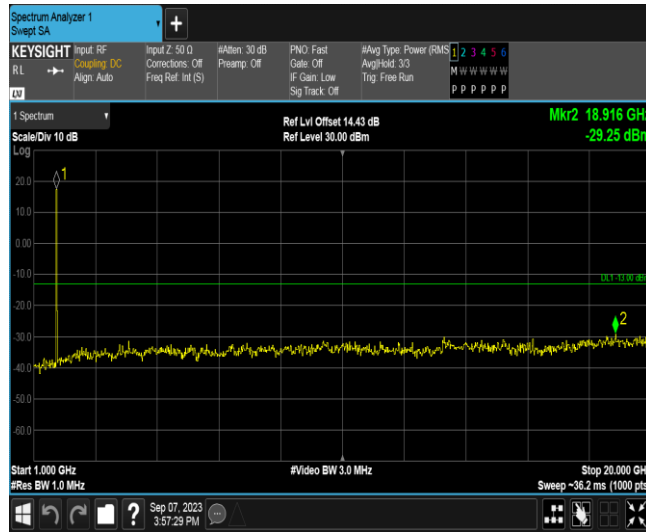 Spectrum Analyzer 1
Swept SA
+
KEYSIGHT
RL
LXI
Input: RF
Coupling: DC
Align: Auto
Input Z: 50 Ω
Corrections: Off
Freq Ref: Int (S)
#Atten: 30 dB
Preamp: Off
PNO: Fast
Gate: Off
IF Gain: Low
Sig Track: Off
#Avg Type: Power (RMS
Avg|Hold: 3/3
Trig: Free Run
1 2 3 4 5 6
M W W W W W
P P P P P P
1 Spectrum
Scale/Div 10 dB
Log
Ref Lvl Offset 14.43 dB
Ref Level 30.00 dBm
Mkr2 18.916 GHz
-29.25 dBm
1
20.0
10.0
0.00
-10.0
DL1 -13.00 dBm
-20.0
2
-30.0
-40.0
-50.0
-60.0
Start 1.000 GHz
#Res BW 1.0 MHz
#Video BW 3.0 MHz
Stop 20.000 GHz
Sweep ~36.2 ms (1000 pts)
?
Sep 07, 2023
3:57:29 PM